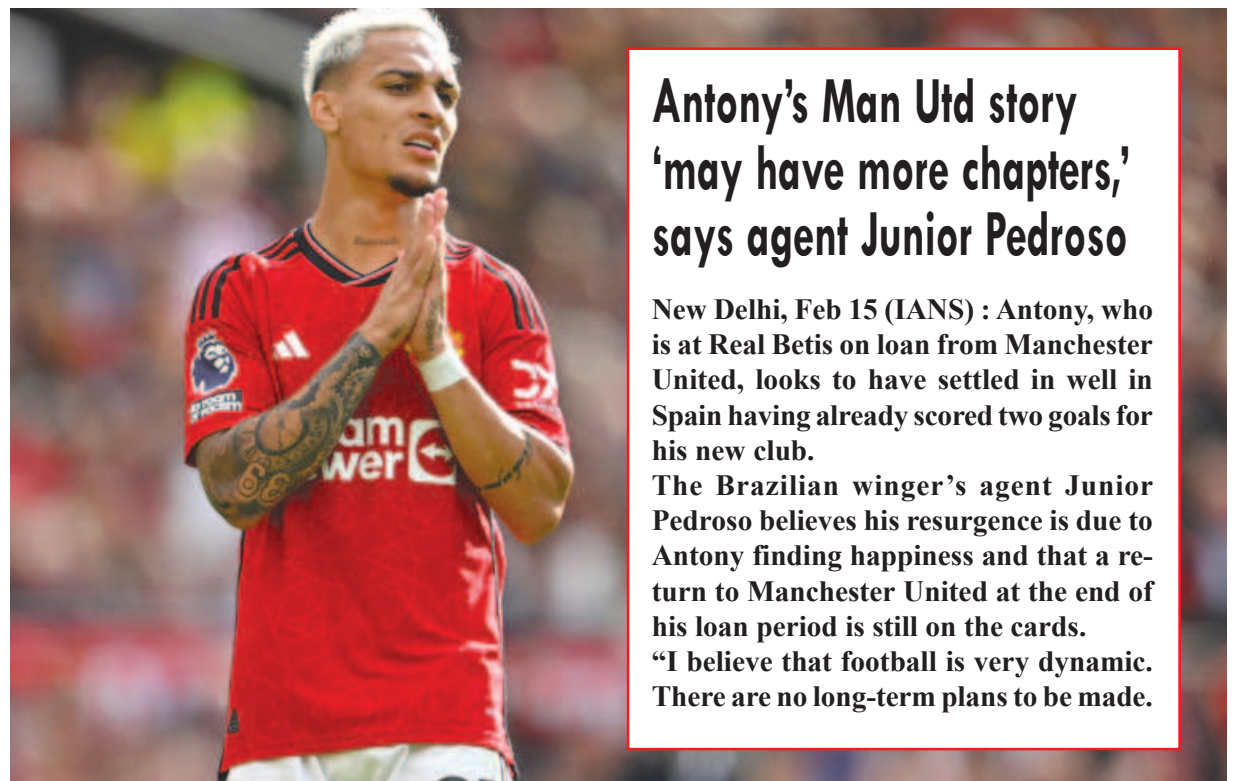 Antony’s Man Utd story
‘may have more chapters,’
says agent Junior Pedroso
New Delhi, Feb 15 (IANS) : Antony, who
is at Real Betis on loan from Manchester
United, looks to have settled in well in
Spain having already scored two goals for
his new club.
The Brazilian winger’s agent Junior
Pedroso believes his resurgence is due to
Antony finding happiness and that a re-
turn to Manchester United at the end of
his loan period is still on the cards.
“I believe that football is very dynamic.
There are no long-term plans to be made.
am
wer